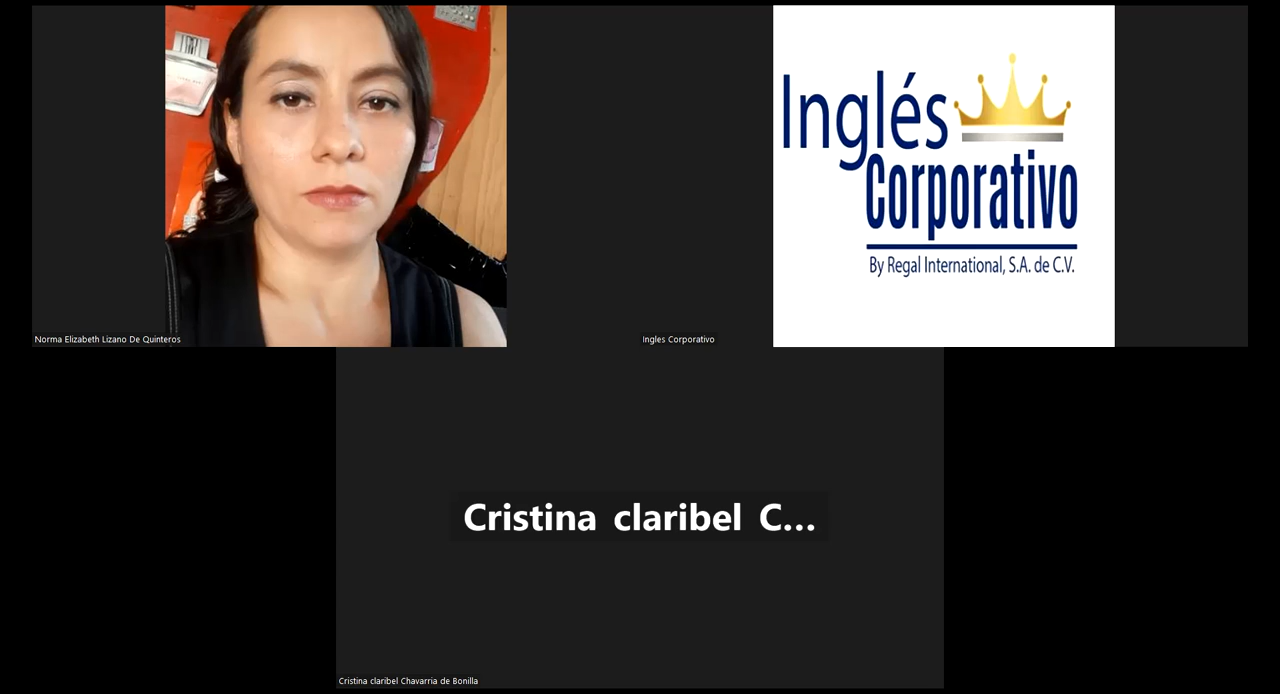 Inglés
Corporativo
By Regal International, S.A. de C.V.
Norma Elizabeth Lizano De Quinteros
Ingles Corporativo
Cristina claribel C...
Cristina claribel Chavarria de Bonilla